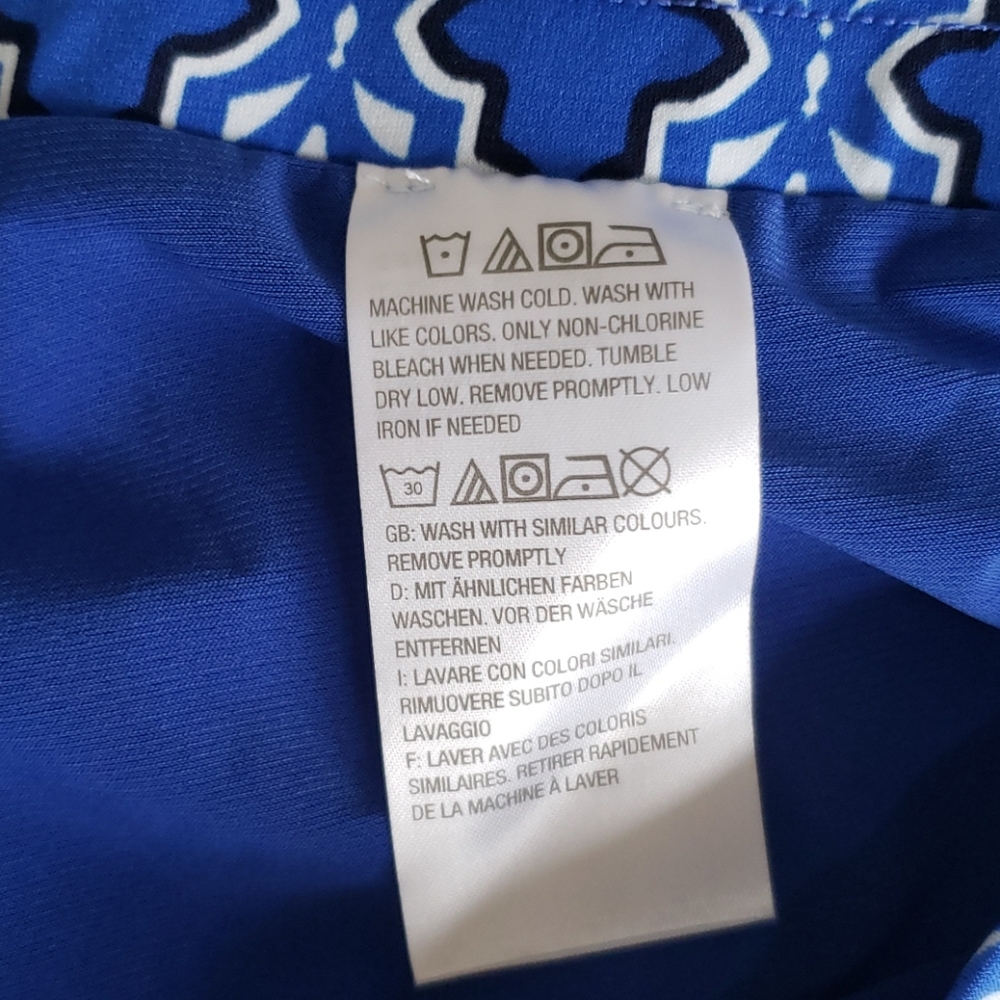 MACHINE WASH COLD. WASH WITH
LIKE COLORS. ONLY NON-CHLORINE
BLEACH WHEN NEEDED. TUMBLE
DRY LOW. REMOVE PROMPTLY. LOW
IRON IF NEEDED
30
GB: WASH WITH SIMILAR COLOURS.
REMOVE PROMPTLY
D: MIT ÄHNLICHEN FARBEN
WASCHEN. VOR DER WÄSCHE
ENTFERNEN
I: LAVARE CON COLORI SIMILARI.
RIMUOVERE SUBITO DOPO IL
LAVAGGIO
F: LAVER AVEC DES COLORIS
SIMILAIRES. RETIRER RAPIDEMENT
DE LA MACHINE À LAVER